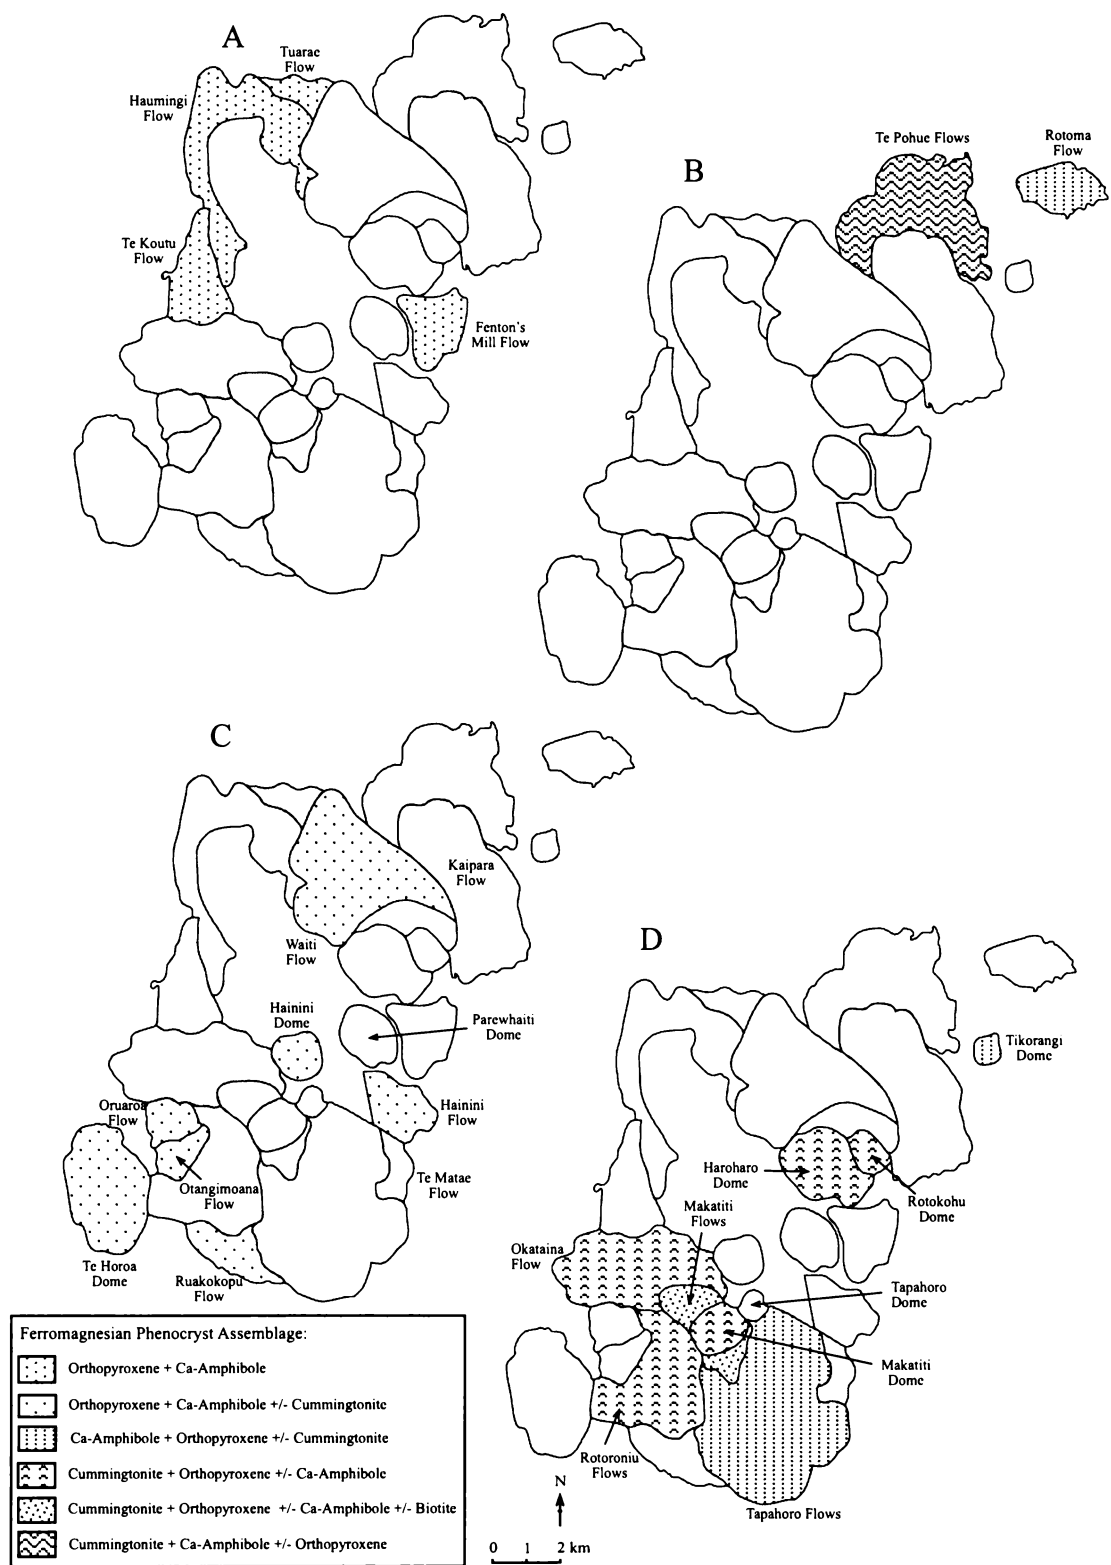 A
Tuarae
Flow
Haumingi
Flow
Te Koutu
Flow
Fenton's
Mill Flow
B
Te Pohue Flows
Rotoma
Flow
C
Kaipara
Flow
Waiti
Flow
Hainini
Dome
Parewhaiti
Dome
Oruaroa
Flow
Hainini
Flow
Otangimoana
Flow
Te Matae
Flow
Te Horoa
Dome
Ruakokopu
Flow
D
Tikorangi
Dome
Haroharo
Dome
Rotokohu
Dome
Makatiti
Flows
Okataina
Flow
Tapahoro
Dome
Makatiti
Dome
Rotoroniu
Flows
Tapahoro Flows
Ferromagnesian Phenocryst Assemblage:
Orthopyroxene + Ca-Amphibole
Orthopyroxene + Ca-Amphibole +/- Cummingtonite
Ca-Amphibole + Orthopyroxene +/- Cummingtonite
Cummingtonite + Orthopyroxene +/- Ca-Amphibole
Cummingtonite + Orthopyroxene +/- Ca-Amphibole +/- Biotite
Cummingtonite + Ca-Amphibole +/- Orthopyroxene
N
0 1 2 km